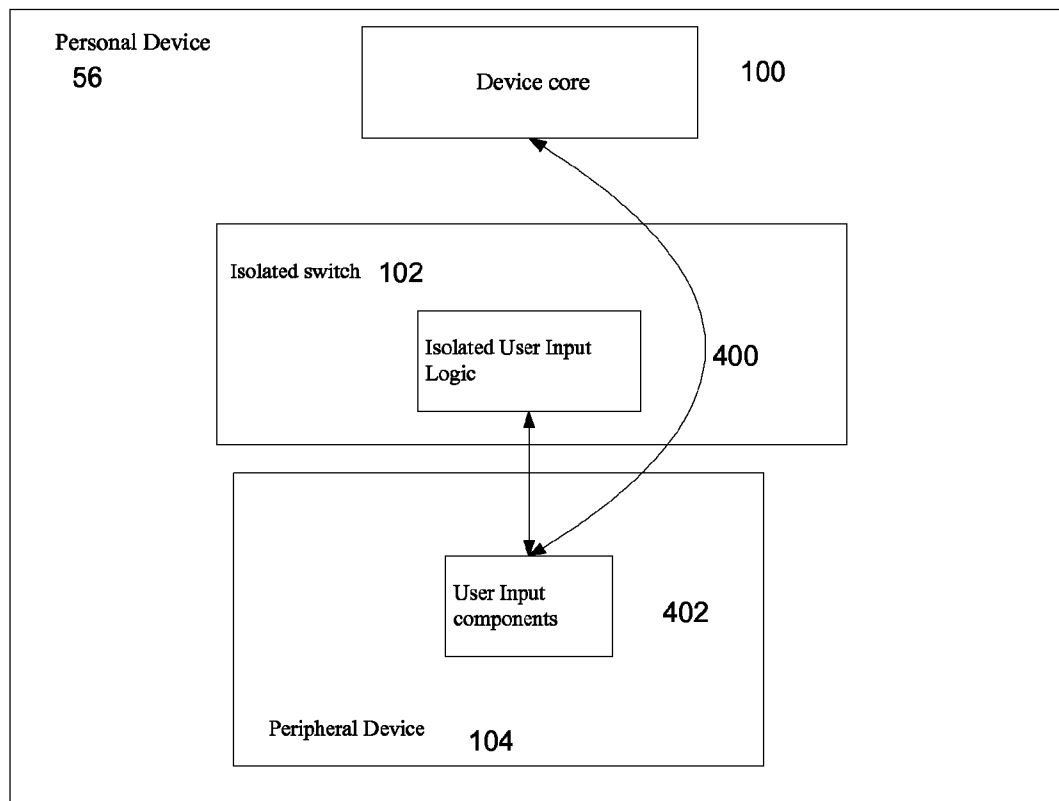 Personal Device
56
Device core
100
Isolated switch 102
Isolated User Input
Logic
400
User Input
components
402
Peripheral Device 104